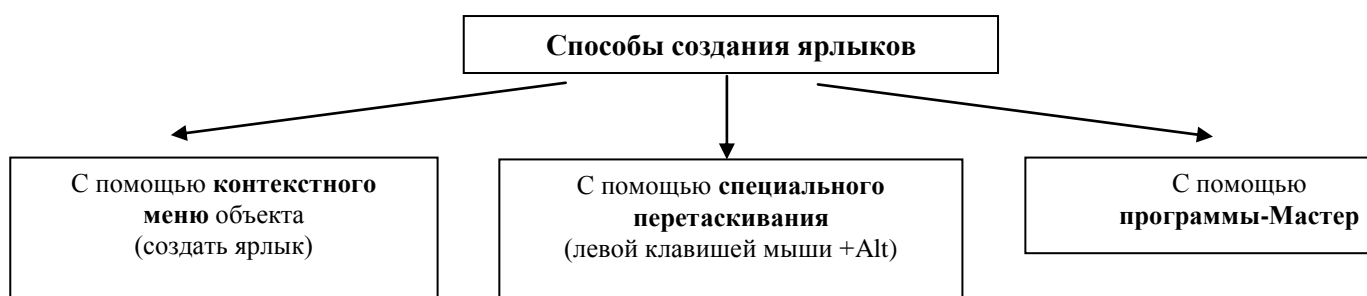 Способы создания ярлыков
С помощью контекстного
меню объекта
(создать ярлык)
С помощью специального
перетаскивания
(левой клавишей мыши +Alt)
С помощью
программы-Мастер